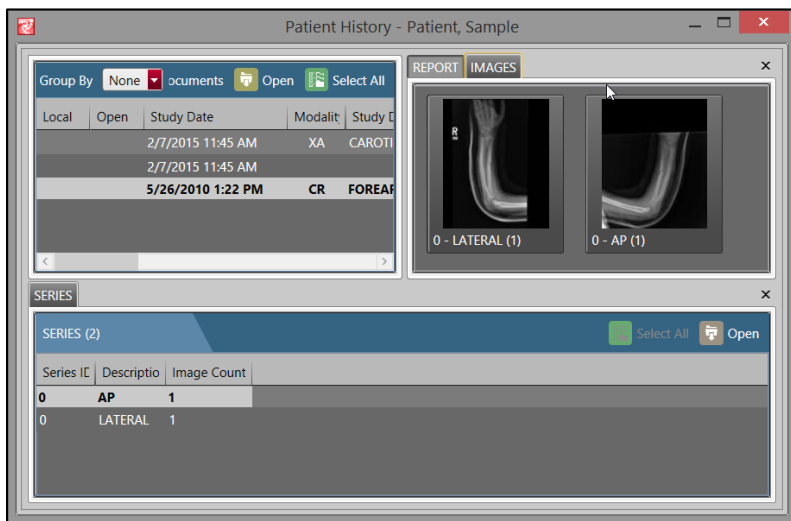 Patient History - Patient, Sample
Group By None ocuments Open Select All
Local Open Study Date Modalit Study D
2/7/2015 11:45 AM XA CAROTI
2/7/2015 11:45 AM
5/26/2010 1:22 PM CR FOREAR
REPORT IMAGES
R
0 - LATERAL (1) 0 - AP (1)
SERIES
SERIES (2) Select All Open
Series ID Descriptio Image Count
0 AP 1
0 LATERAL 1